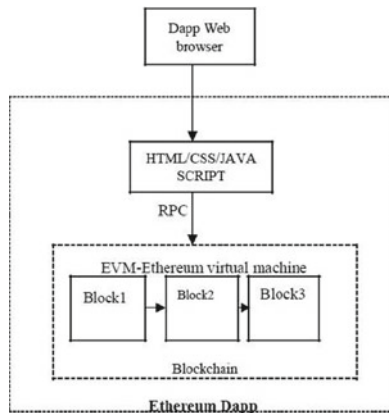 Dapp Web
browser
HTML/CSS/JAVA
SCRIPT
RPC
EVM-Ethereum virtual machine
Block1
Block2
Block3
Blockchain
Ethereum Dapp